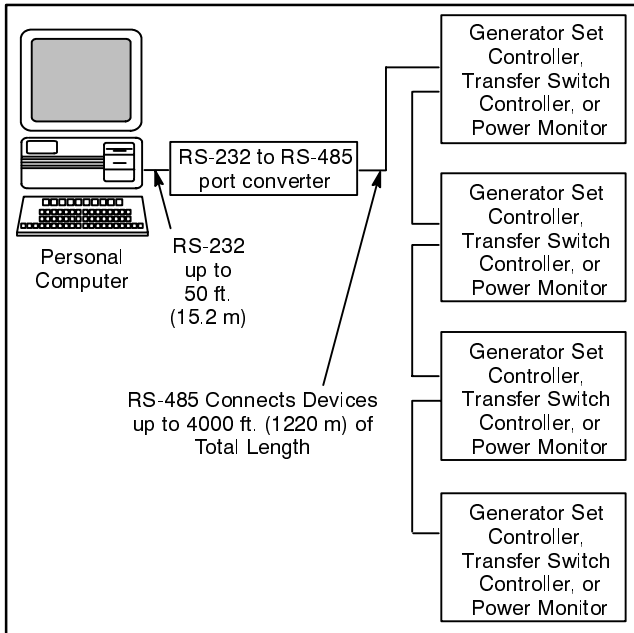 Personal
Computer
RS-232 to RS-485
port converter
RS-232
up to
50 ft.
(15.2 m)
RS-485 Connects Devices
up to 4000 ft. (1220 m) of
Total Length
Generator Set
Controller,
Transfer Switch
Controller, or
Power Monitor
Generator Set
Controller,
Transfer Switch
Controller, or
Power Monitor
Generator Set
Controller,
Transfer Switch
Controller, or
Power Monitor
Generator Set
Controller,
Transfer Switch
Controller, or
Power Monitor